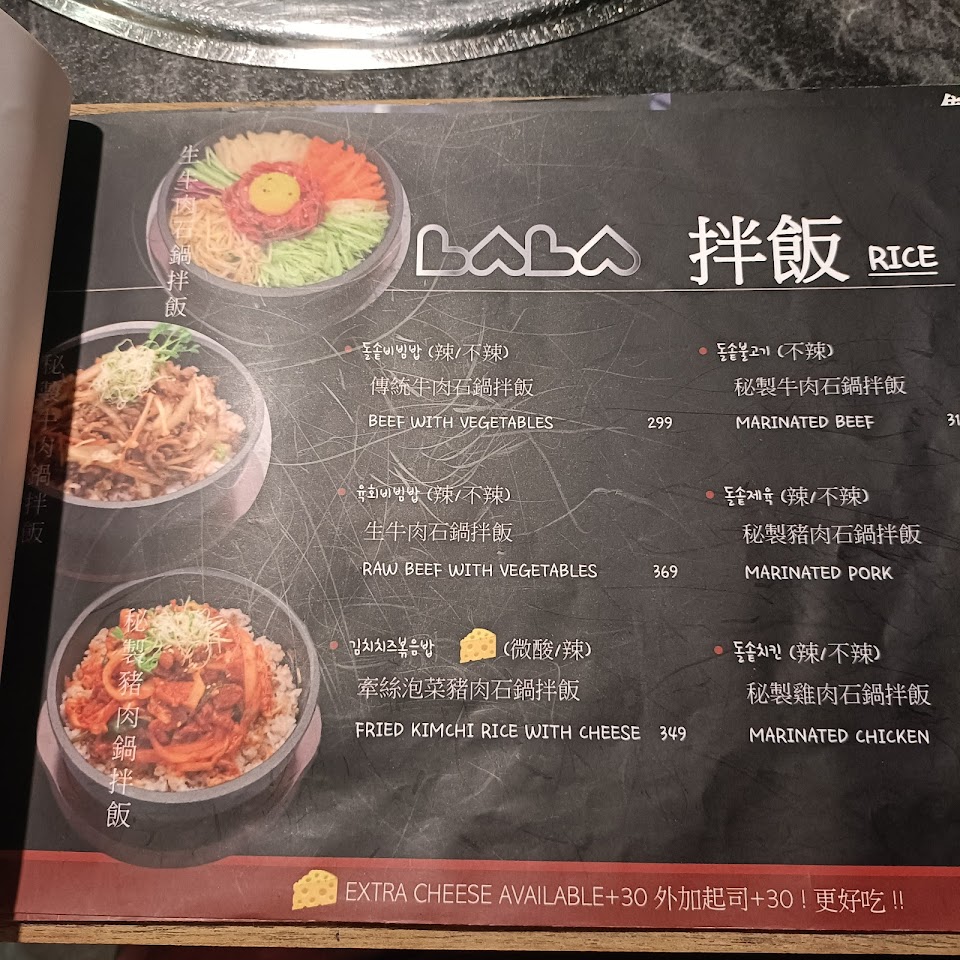 生牛肉石鍋拌飯
LALA 拌飯 RICE
돌솥비빔밥 (辣/不辣)
傳統牛肉石鍋拌飯
BEEF WITH VEGETABLES 299
돌솥불고기 (不辣)
秘製牛肉石鍋拌飯
MARINATED BEEF
秘製牛肉鍋拌飯
육회비빔밥 (辣/不辣)
生牛肉石鍋拌飯
RAW BEEF WITH VEGETABLES 369
돌솥제육 (辣/不辣)
秘製豬肉石鍋拌飯
MARINATED PORK
秘製豬肉鍋拌飯
김치치즈볶음밥 (微酸/辣)
牽絲泡菜豬肉石鍋拌飯
FRIED KIMCHI RICE WITH CHEESE 349
돌솥치킨 (辣/不辣)
秘製雞肉石鍋拌飯
MARINATED CHICKEN
EXTRA CHEESE AVAILABLE+30 外加起司+30 ! 更好吃 !!